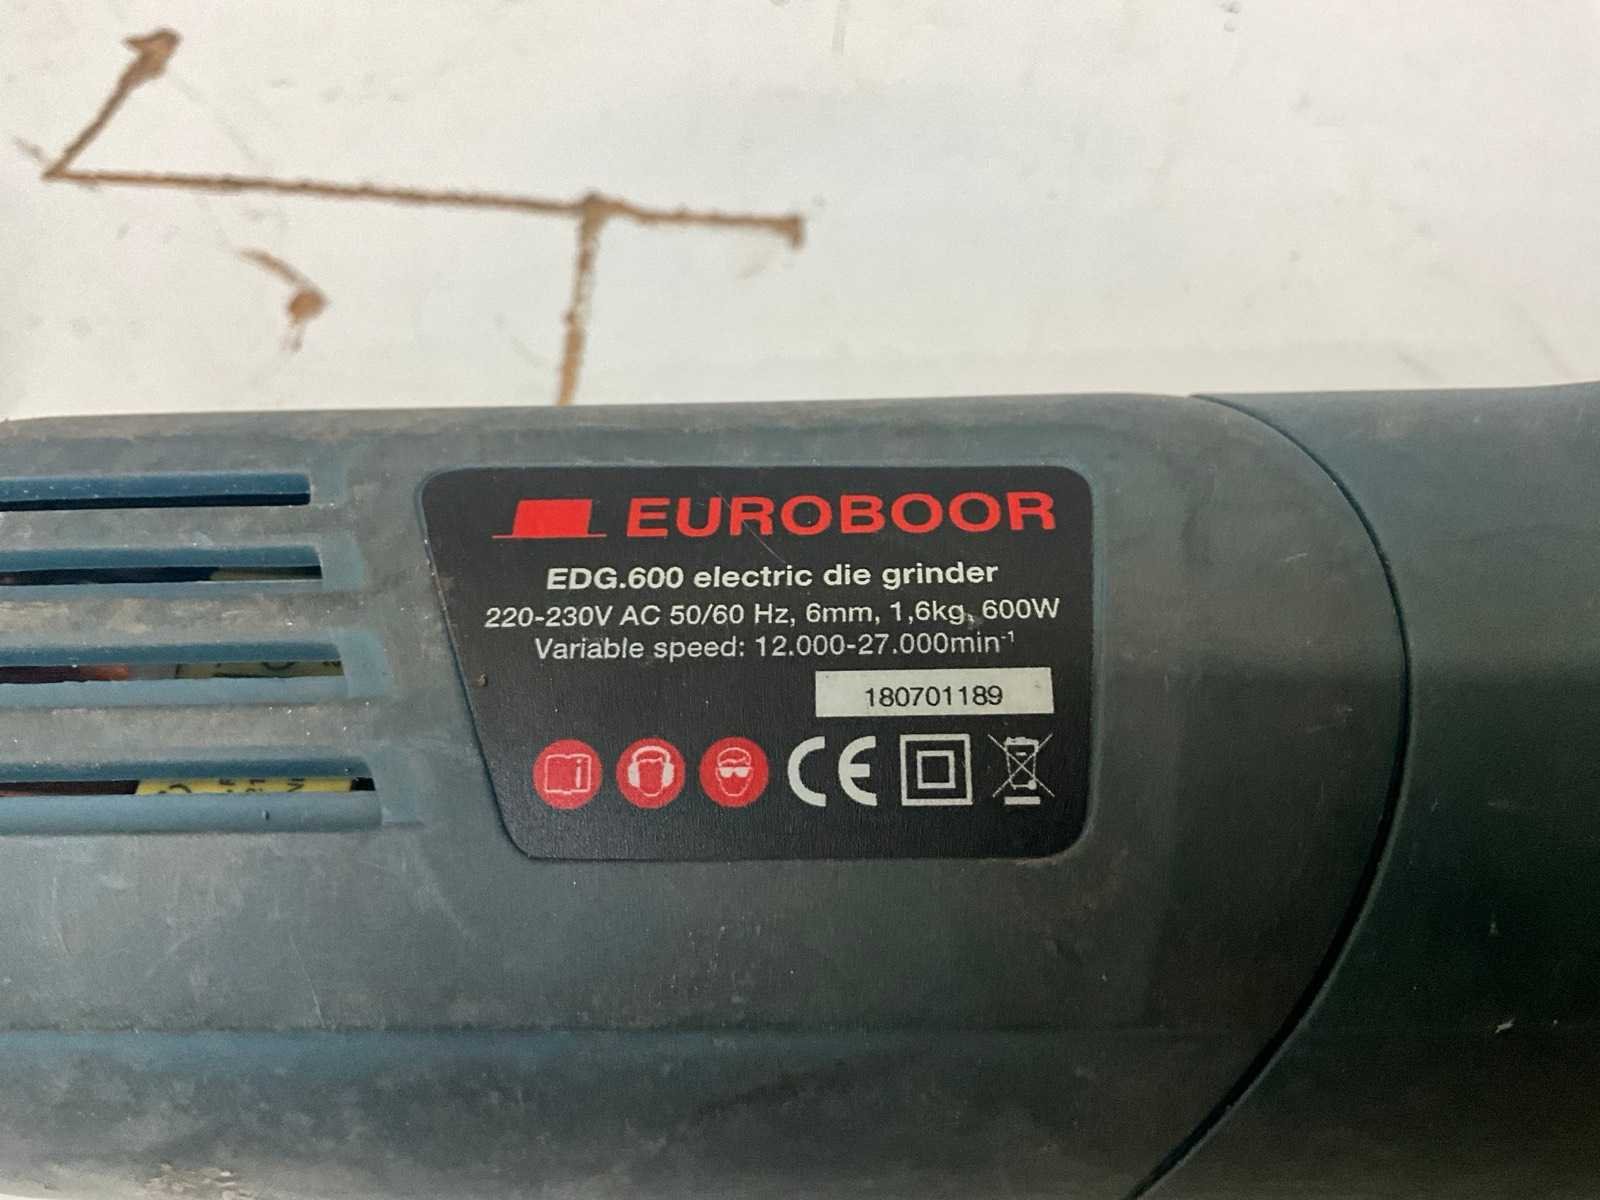 EUROBOOR
EDG.600 electric die grinder
220-230V AC 50/60 Hz, 6mm, 1,6kg, 600W
Variable speed: 12.000-27.000min⁻¹
180701189
i
CE